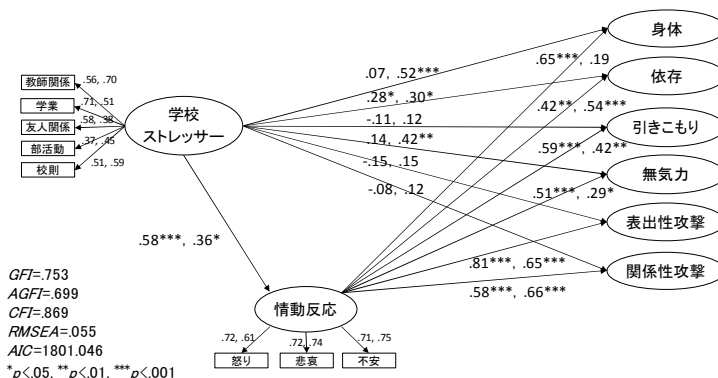 身体
.07, .52***
.65***, .19
教師関係
.56, .70
依存
学業
.71, .51
学校
ストレッサー
.28*, .30*
.42**, .54***
友人関係
.58, .38
-.11, .12
引きこもり
部活動
.37, .45
.14, .42**
.59***, .42**
校則
.51, .59
-.15, .15
無気力
-.08, .12
.51***, .29*
表出性攻撃
.58***, .36*
.81***, .65***
関係性攻撃
.58***, .66***
GFI=.753
AGFI=.699
CFI=.869
RMSEA=.055
AIC=1801.046
*p<.05, **p<.01, ***p<.001
情動反応
.72, .61
.72, .74
.71, .75
怒り
悲哀
不安